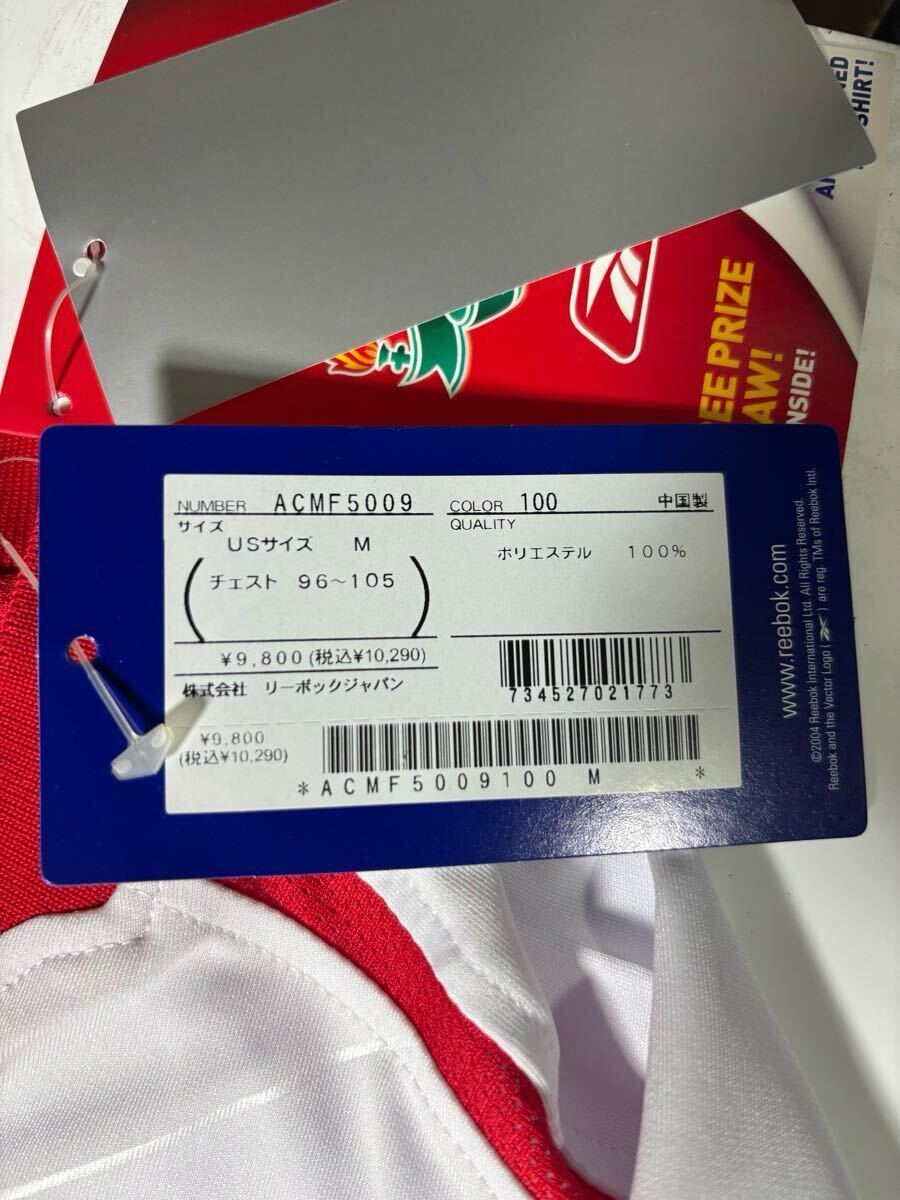 SHIRT!
EE PRIZE
AW!
NSIDE!
NUMBER ACMF5009
サイズ
USサイズ M
チェスト 96~105
¥9,800(税込¥10,290)
株式会社 リーボックジャパン
COLOR 100 中国製
QUALITY
ポリエステル 100%
734527021773
¥9,800
(税込¥10,290)
*ACMF5009100 M *
www.reebok.com
©2004 Reebok International Ltd. All Rights Reserved.
Reebok and the Vector Logo ( ) are reg. TMs of Reebok Intl.